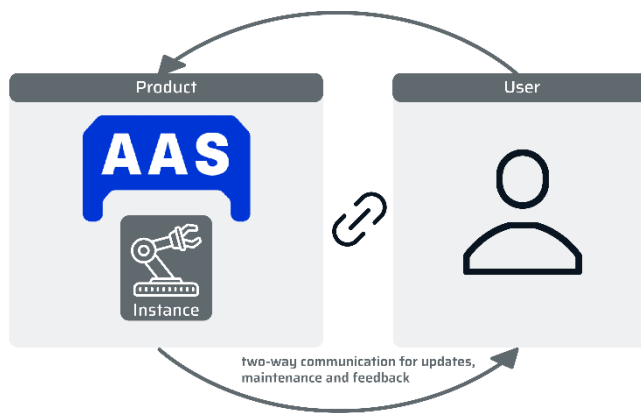 Product
User
AAS
Instance
two-way communication for updates,
maintenance and feedback